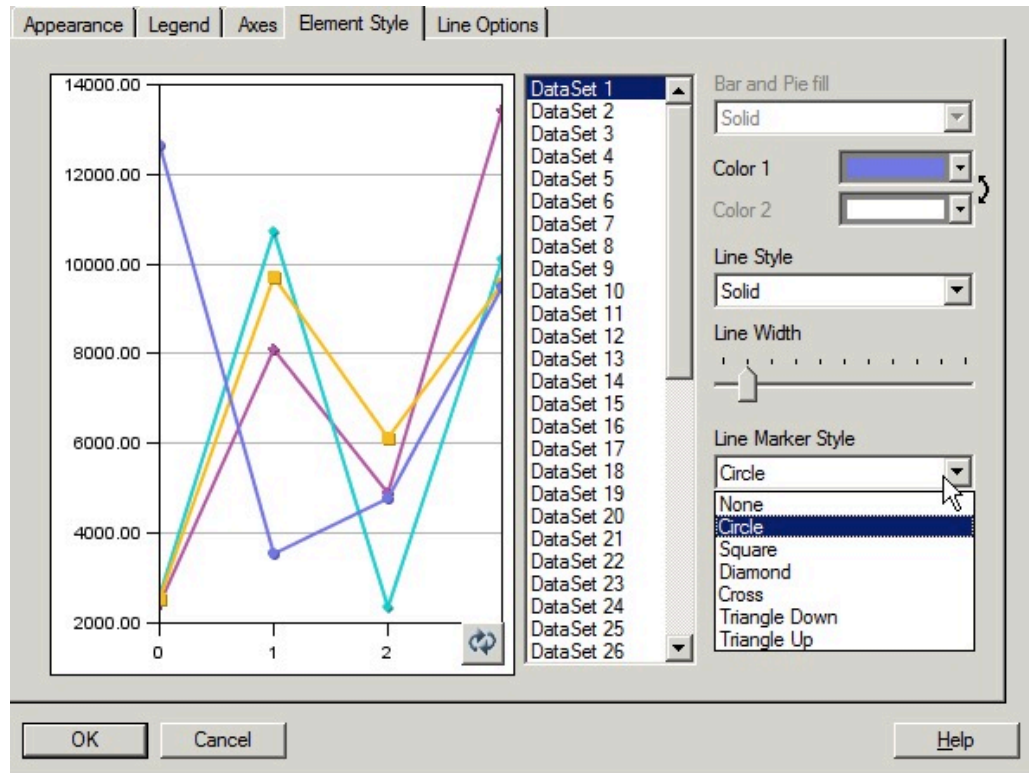 Appearance Legend Axes Element Style Line Options
14000.00
12000.00
10000.00
8000.00
6000.00
4000.00
2000.00
0 1 2
DataSet 1
DataSet 2
DataSet 3
DataSet 4
DataSet 5
DataSet 6
DataSet 7
DataSet 8
DataSet 9
DataSet 10
DataSet 11
DataSet 12
DataSet 13
DataSet 14
DataSet 15
DataSet 16
DataSet 17
DataSet 18
DataSet 19
DataSet 20
DataSet 21
DataSet 22
DataSet 23
DataSet 24
DataSet 25
DataSet 26
Bar and Pie fill
Solid
Color 1
Color 2
Line Style
Solid
Line Width
Line Marker Style
Circle
None
Circle
Square
Diamond
Cross
Triangle Down
Triangle Up
OK Cancel Help